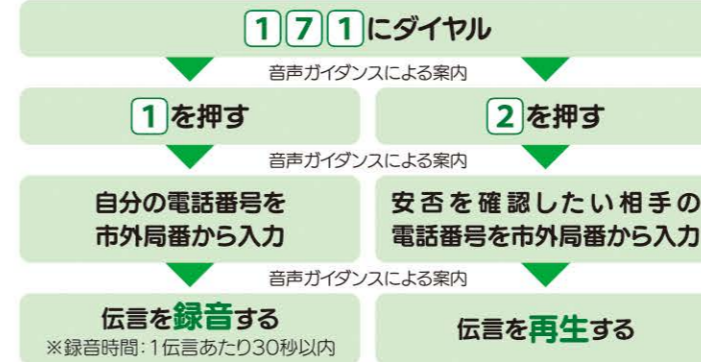 171にダイヤル
音声ガイダンスによる案内
1を押す
2を押す
音声ガイダンスによる案内
自分の電話番号を
市外局番から入力
安否を確認したい相手の
電話番号を市外局番から入力
音声ガイダンスによる案内
伝言を録音する
※録音時間:1伝言あたり30秒以内
伝言を再生する